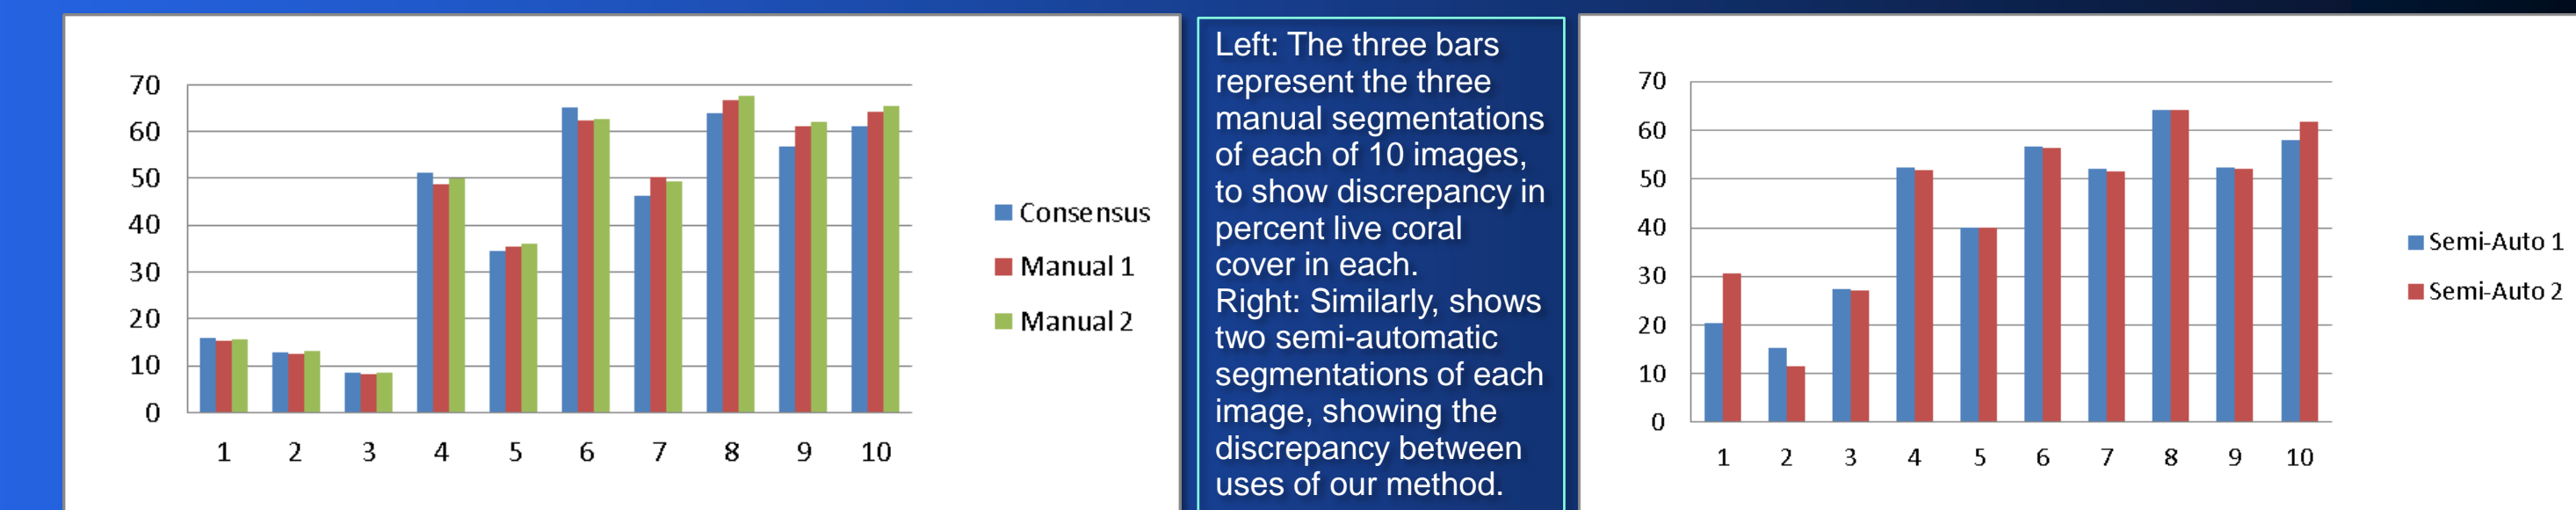 70
60
50
40
30
20
10
0
1 2 3 4 5 6 7 8 9 10
Consensus
Manual 1
Manual 2
Left: The three bars
represent the three
manual segmentations
of each of 10 images,
to show discrepancy in
percent live coral
cover in each.
Right: Similarly, shows
two semi-automatic
segmentations of each
image, showing the
discrepancy between
uses of our method.
70
60
50
40
30
20
10
0
1 2 3 4 5 6 7 8 9 10
Semi-Auto 1
Semi-Auto 2